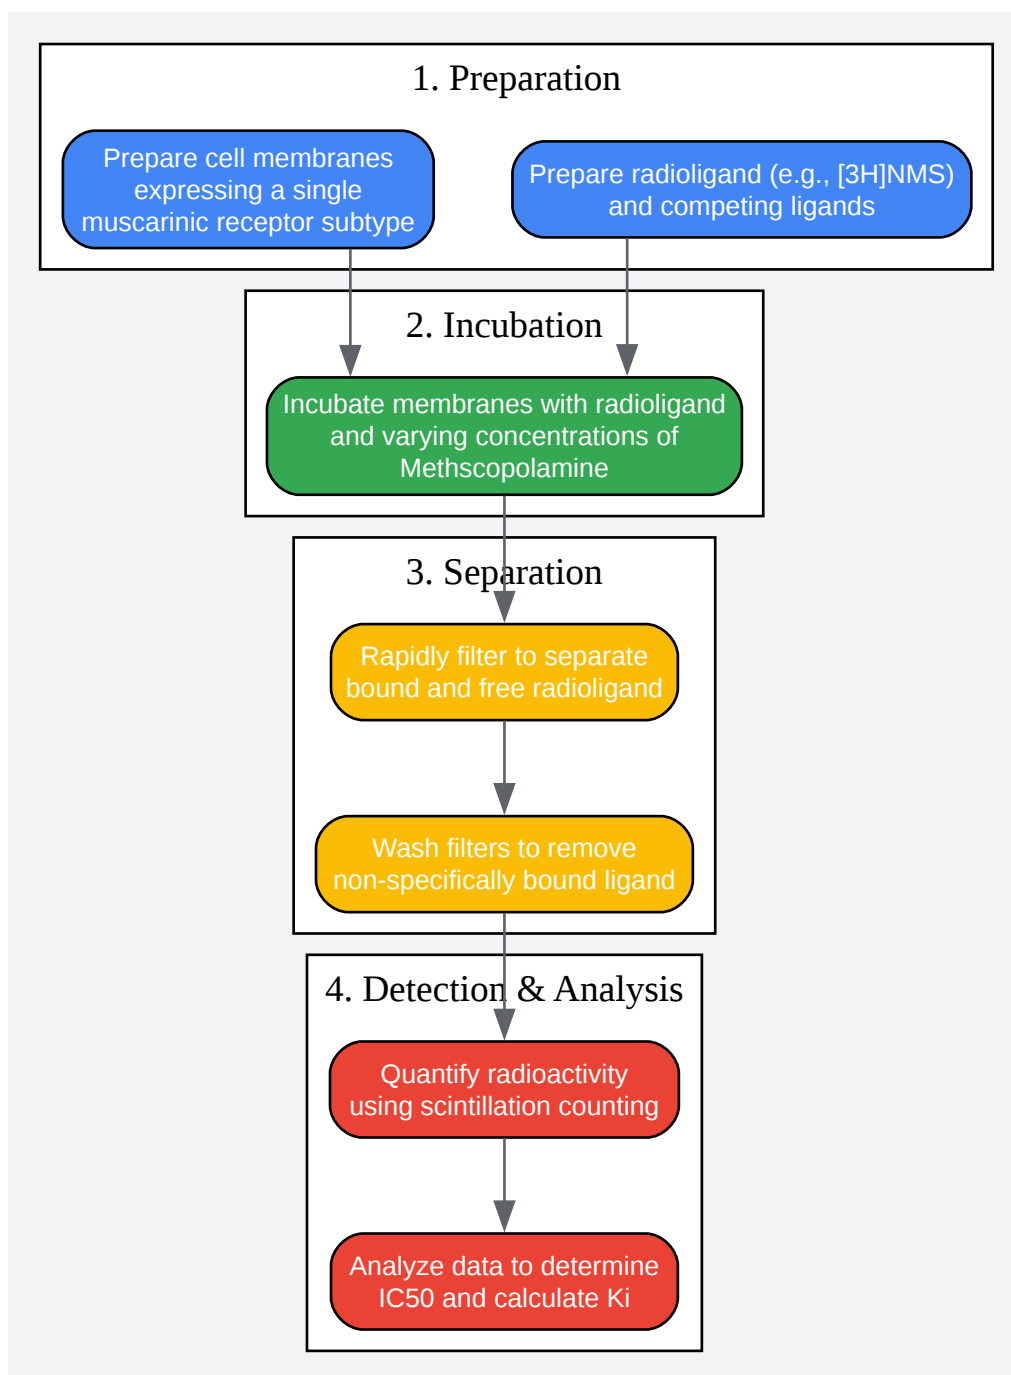 1. Preparation
Prepare cell membranes
expressing a single
muscarinic receptor subtype
Prepare radioligand (e.g., [3H]NMS)
and competing ligands
2. Incubation
Incubate membranes with radioligand
and varying concentrations of
Methscopolamine
3. Separation
Rapidly filter to separate
bound and free radioligand
Wash filters to remove
non-specifically bound ligand
4. Detection & Analysis
Quantify radioactivity
using scintillation counting
Analyze data to determine
IC50 and calculate Ki